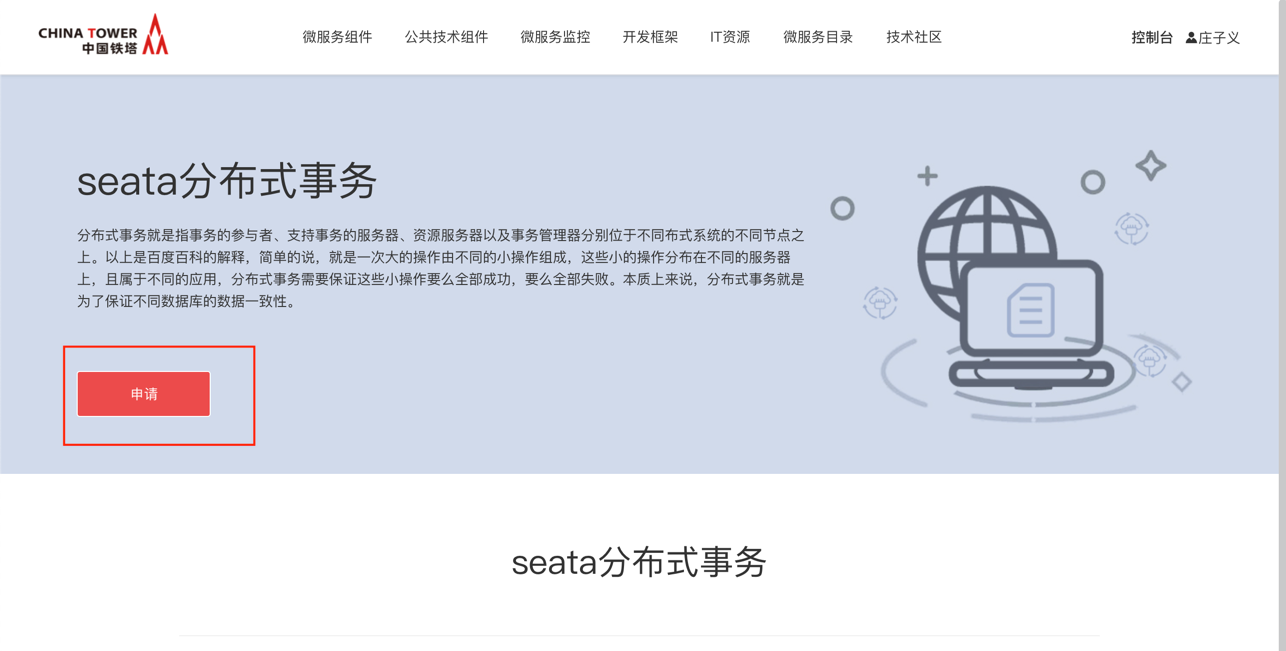 CHINA TOWER
中国铁塔
微服务组件 公共技术组件 微服务监控 开发框架 IT资源 微服务目录 技术社区
控制台 庄子义
seata分布式事务
分布式事务就是指事务的参与者、支持事务的服务器、资源服务器以及事务管理器分别位于不同布式系统的不同节点之
上。以上是百度百科的解释，简单的说，就是一次大的操作由不同的小操作组成，这些小的操作分布在不同的服务器
上，且属于不同的应用，分布式事务需要保证这些小操作要么全部成功，要么全部失败。本质上来说，分布式事务就是
为了保证不同数据库的数据一致性。
申请
seata分布式事务